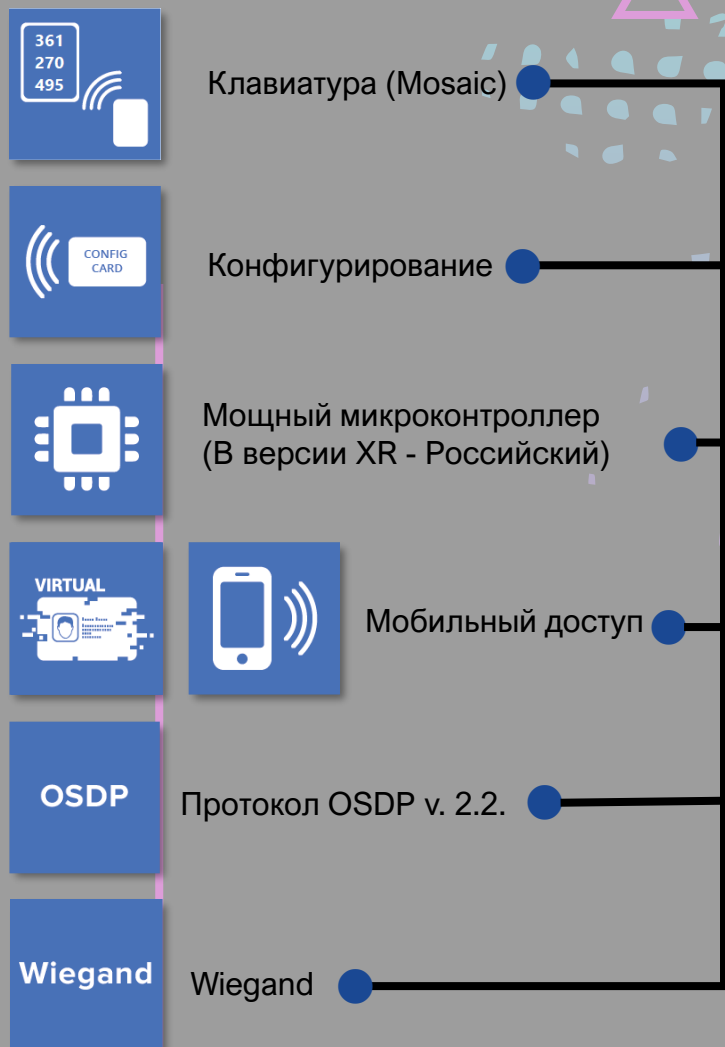 361
270
495
Клавиатура (Mosaic)
CONFIG
CARD
Конфигурирование
Мощный микроконтроллер
(В версии XR - Российский)
VIRTUAL
Мобильный доступ
OSDP
Протокол OSDP v. 2.2.
Wiegand
Wiegand